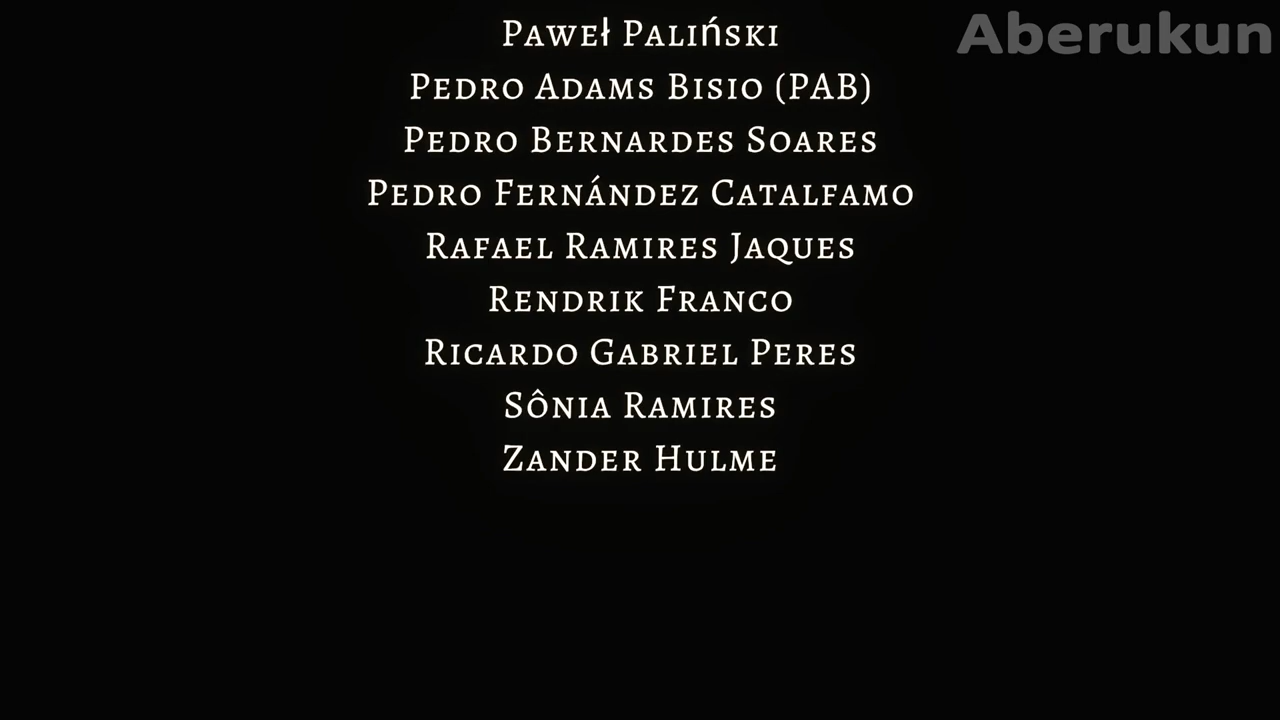 Aberukun
Paweł Paliński
Pedro Adams Bisio (PAB)
Pedro Bernardes Soares
Pedro Fernández Catalfamo
Rafael Ramires Jaques
Rendrik Franco
Ricardo Gabriel Peres
Sônia Ramires
Zander Hulme